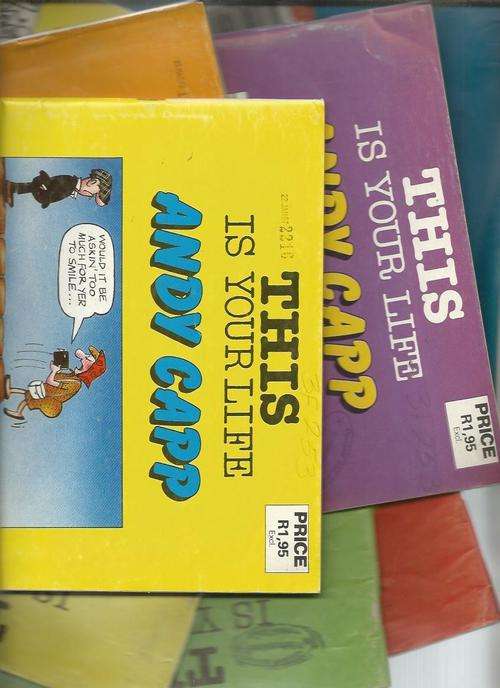 THIS
IS YOUR LIFE
ANDY CAPP
WOULD IT BE
ASKIN' TOO
MUCH FOR YER
TO SMILE...
PRICE
R1,95
Excl.
THIS
IS YOUR LIFE
ANDY CAPP
PRICE
R1,95
Excl.
IS Y